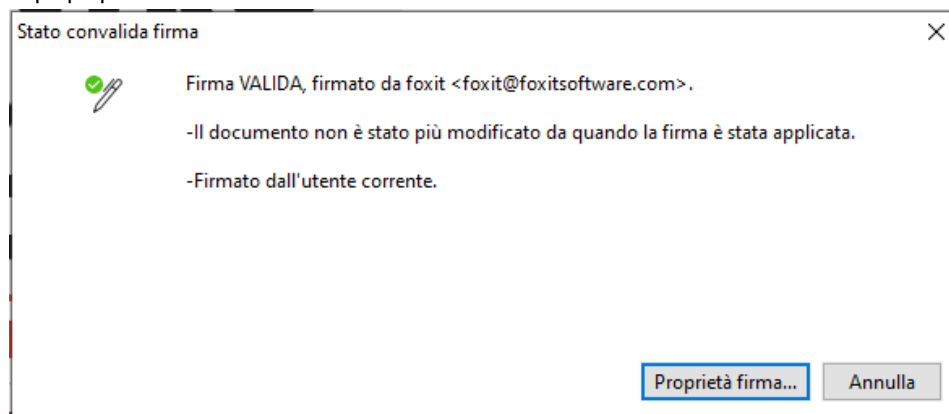 Stato convalida firma
Firma VALIDA, firmato da foxit <foxit@foxitsoftware.com>.
-Il documento non è stato più modificato da quando la firma è stata applicata.
-Firmato dall'utente corrente.
Proprietà firma...
Annulla